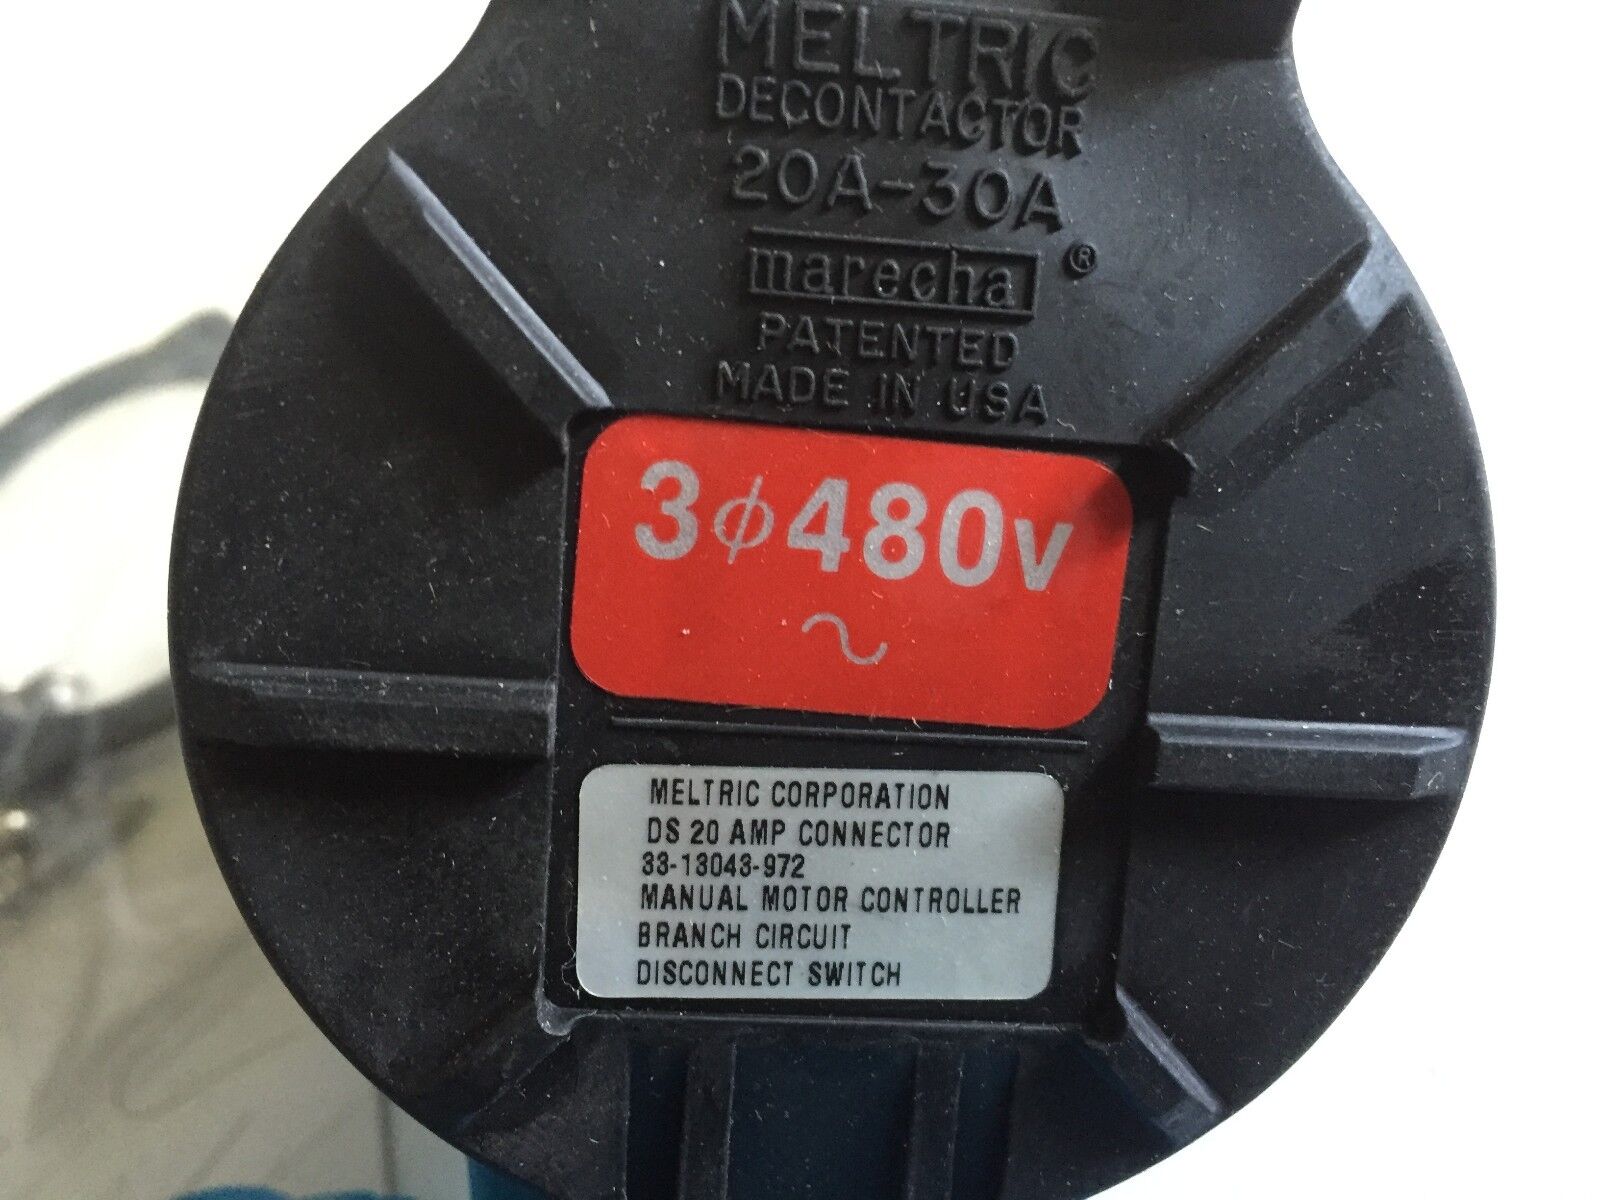 MELTRIC
DECONTACTOR
20A-30A
marecha ®
PATENTED
MADE IN USA
3ϕ480V
~
MELTRIC CORPORATION
DS 20 AMP CONNECTOR
33-13043-972
MANUAL MOTOR CONTROLLER
BRANCH CIRCUIT
DISCONNECT SWITCH